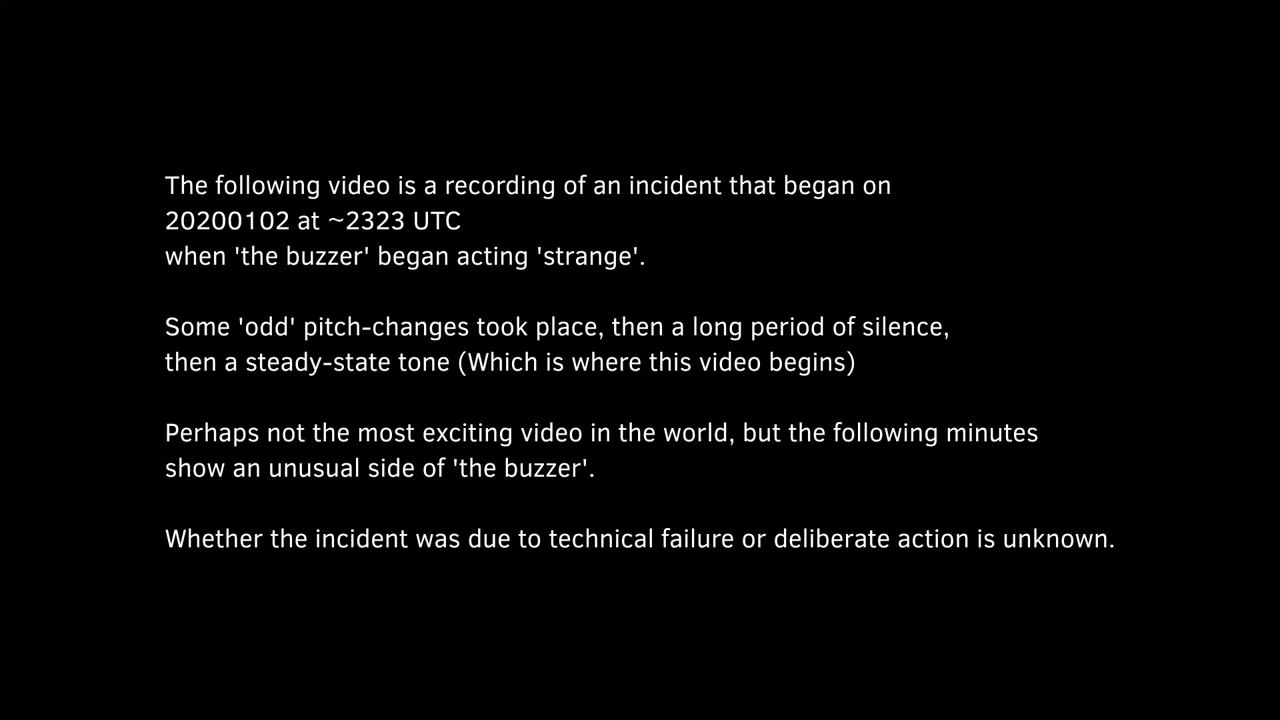 The following video is a recording of an incident that began on
20200102 at ~2323 UTC
when 'the buzzer' began acting 'strange'.
Some 'odd' pitch-changes took place, then a long period of silence,
then a steady-state tone (Which is where this video begins)
Perhaps not the most exciting video in the world, but the following minutes
show an unusual side of 'the buzzer'.
Whether the incident was due to technical failure or deliberate action is unknown.